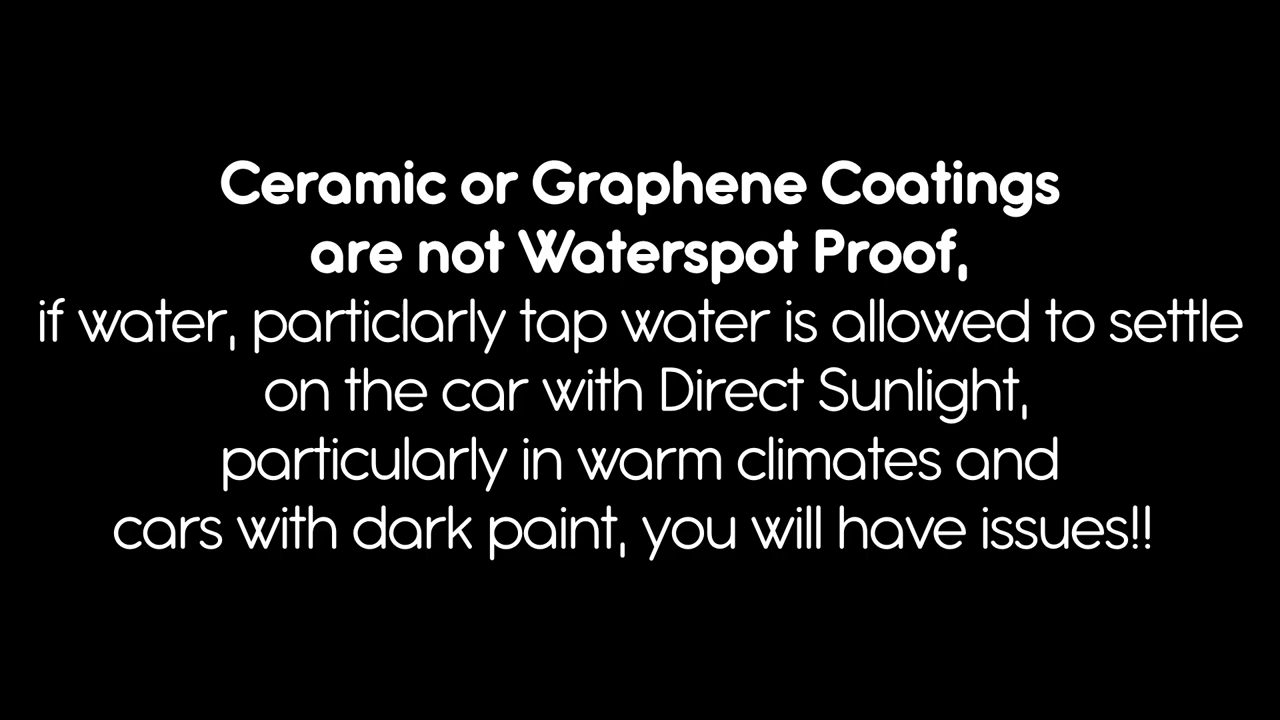 Ceramic or Graphene Coatings
are not Waterspot Proof,
if water, particlarly tap water is allowed to settle
on the car with Direct Sunlight,
particularly in warm climates and
cars with dark paint, you will have issues!!